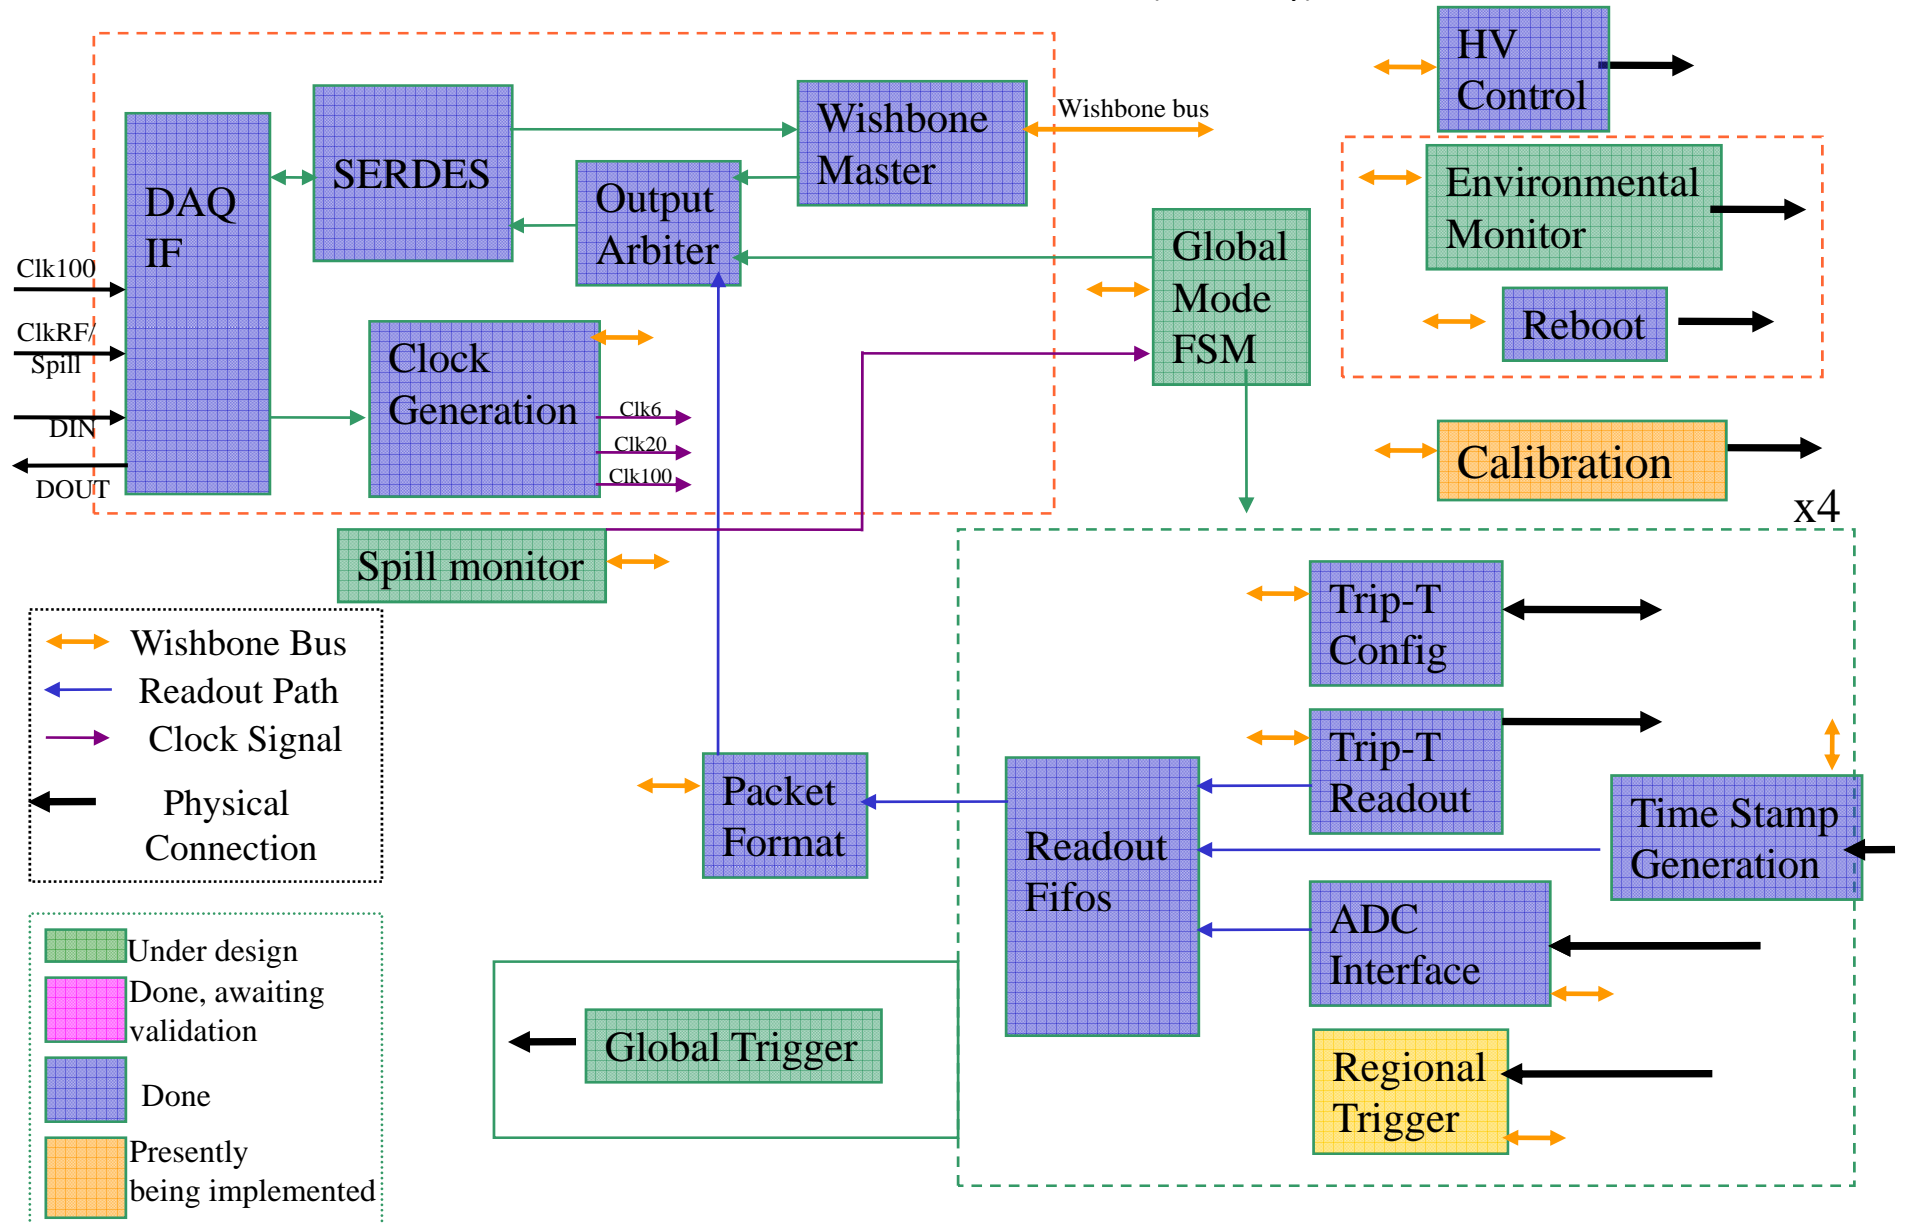 HV
Control
Wishbone
Master
Wishbone bus
SERDES
DAQ
IF
Output
Arbiter
Environmental
Monitor
Global
Mode
FSM
Reboot
Clk100
ClkRF/
Spill
DIN
DOUT
Clock
Generation
Clk6
Clk20
Clk100
Calibration
x4
Spill monitor
Trip-T
Config
Wishbone Bus
Readout Path
Clock Signal
Physical
Connection
Trip-T
Readout
Packet
Format
Readout
Fifos
Time Stamp
Generation
ADC
Interface
Global Trigger
Regional
Trigger
Under design
Done, awaiting
validation
Done
Presently
being implemented